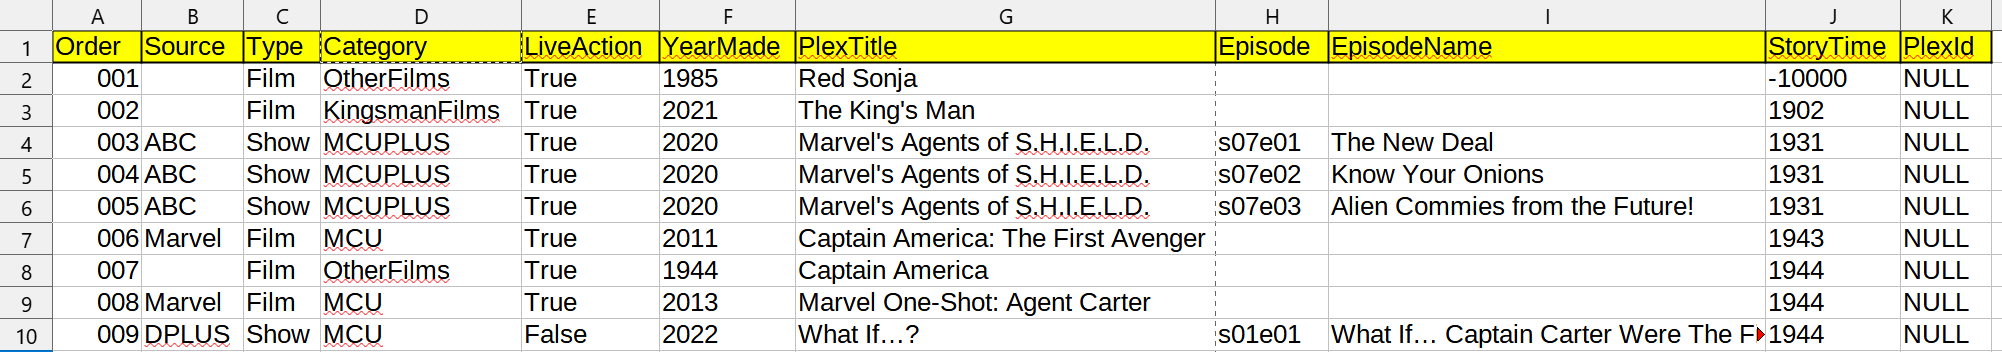 A B C D E F G H I J K
1 Order Source Type Category LiveAction YearMade PlexTitle Episode EpisodeName StoryTime PlexId
2 001 Film OtherFilms True 1985 Red Sonja -10000 NULL
3 002 Film KingsmanFilms True 2021 The King's Man 1902 NULL
4 003 ABC Show MCUPLUS True 2020 Marvel's Agents of S.H.I.E.L.D. s07e01 The New Deal 1931 NULL
5 004 ABC Show MCUPLUS True 2020 Marvel's Agents of S.H.I.E.L.D. s07e02 Know Your Onions 1931 NULL
6 005 ABC Show MCUPLUS True 2020 Marvel's Agents of S.H.I.E.L.D. s07e03 Alien Commies from the Future! 1931 NULL
7 006 Marvel Film MCU True 2011 Captain America: The First Avenger 1943 NULL
8 007 Film OtherFilms True 1944 Captain America 1944 NULL
9 008 Marvel Film MCU True 2013 Marvel One-Shot: Agent Carter 1944 NULL
10 009 DPLUS Show MCU False 2022 What If…? s01e01 What If… Captain Carter Were The F 1944 NULL